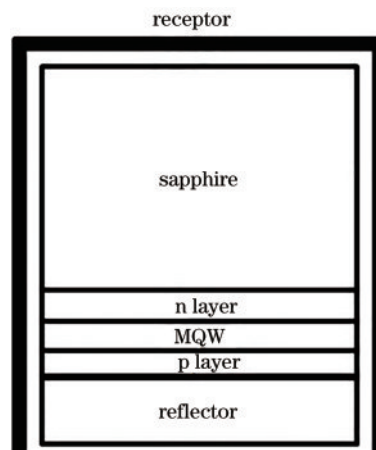 receptor
sapphire
n layer
MQW
p layer
reflector